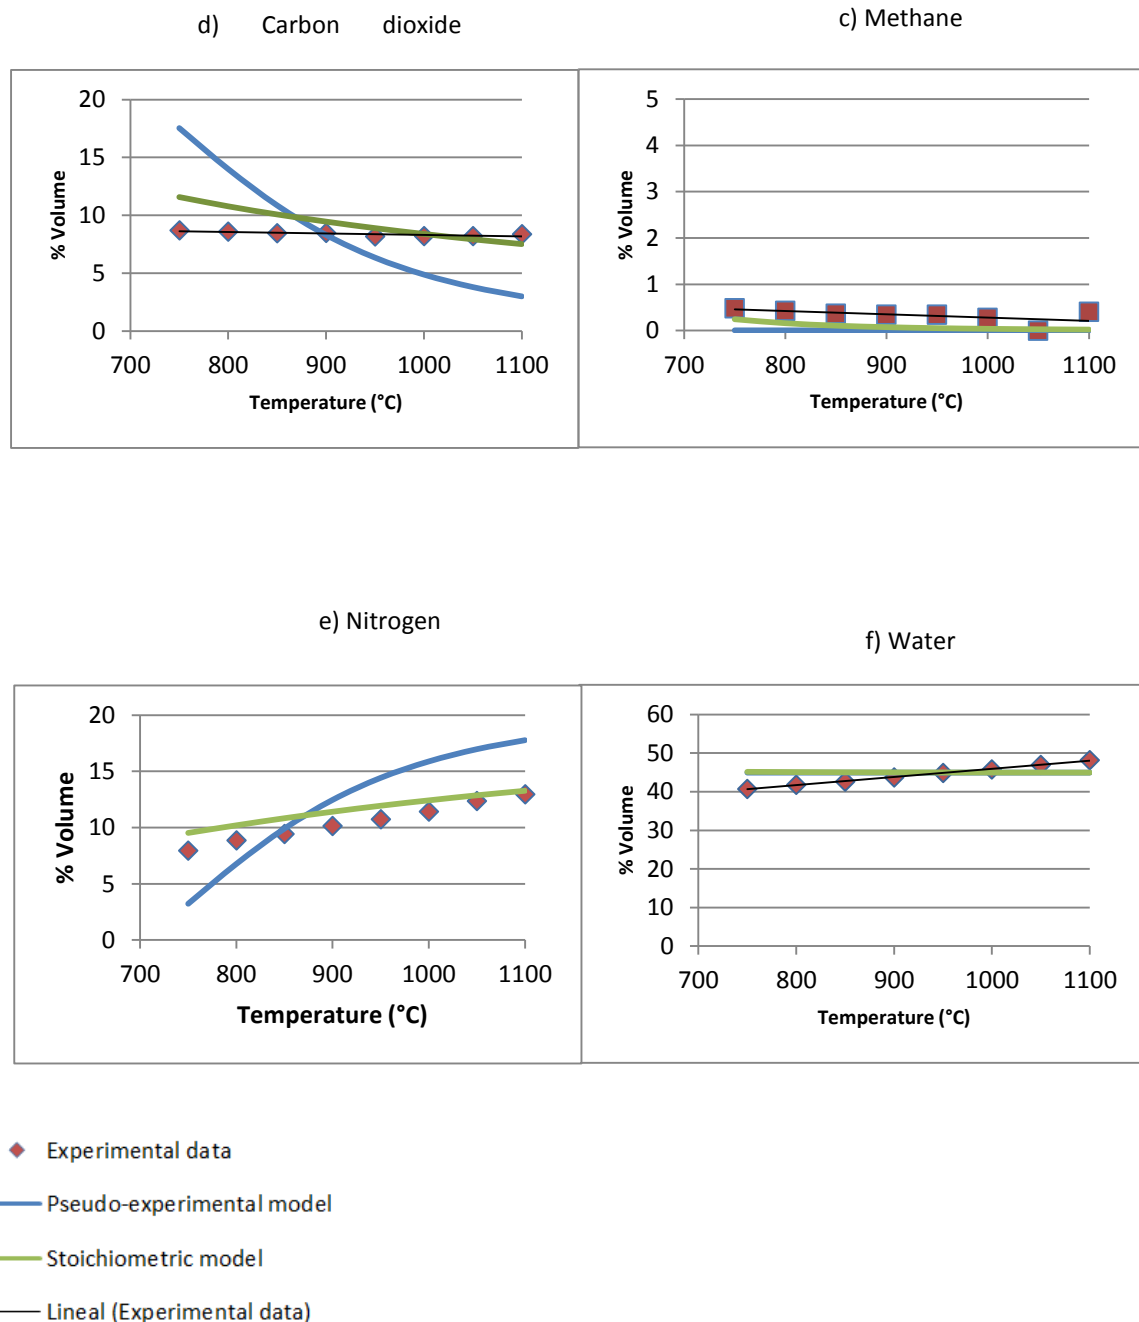 d) Carbon dioxide
c) Methane
20
15
10
5
0
% Volume
700 800 900 1000 1100
Temperature (°C)
5
4
3
2
1
0
% Volume
700 800 900 1000 1100
Temperature (°C)
e) Nitrogen
f) Water
20
15
10
5
0
% Volume
700 800 900 1000 1100
Temperature (°C)
60
50
40
30
20
10
0
% Volume
700 800 900 1000 1100
Temperature (°C)
Experimental data
Pseudo-experimental model
Stoichiometric model
Lineal (Experimental data)